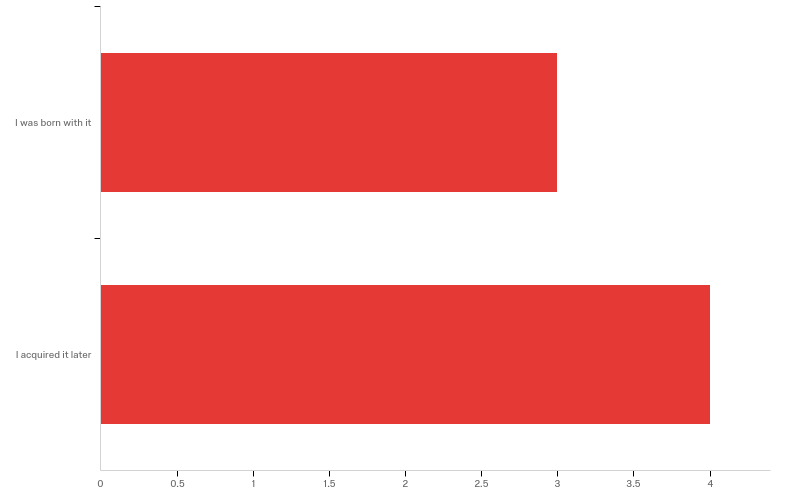 I was born with it
I acquired it later
0 0.5 1 1.5 2 2.5 3 3.5 4